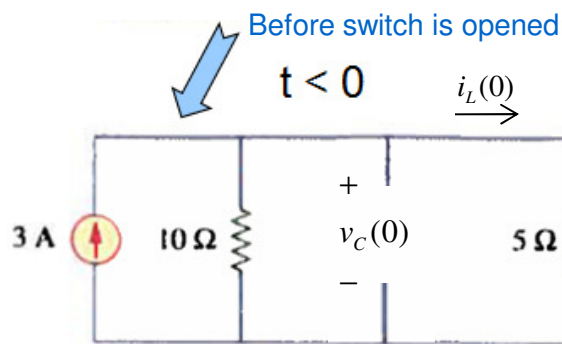 Before switch is opened
t < 0
i_L(0)
+
3 A
10 Ω
v_C(0)
5 Ω
−